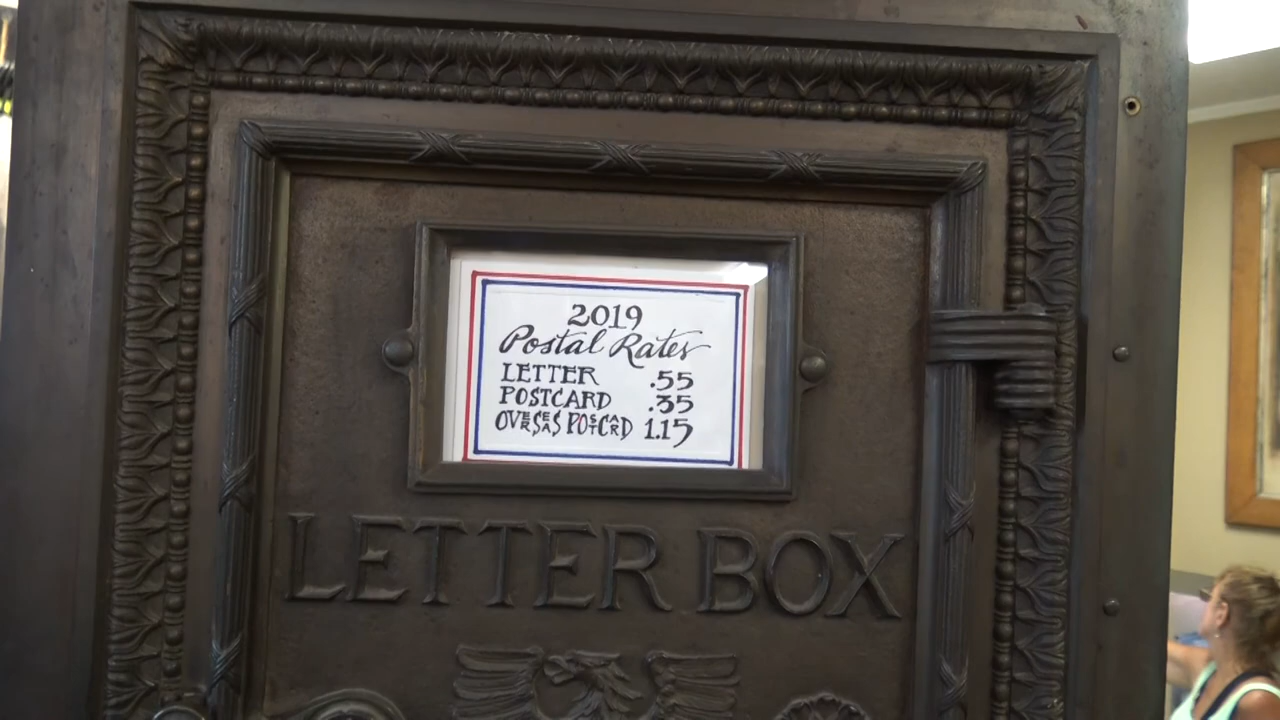 2019
Postal Rates
LETTER .55
POSTCARD .35
OVERSEAS POSTCARD 1.15
LETTER BOX